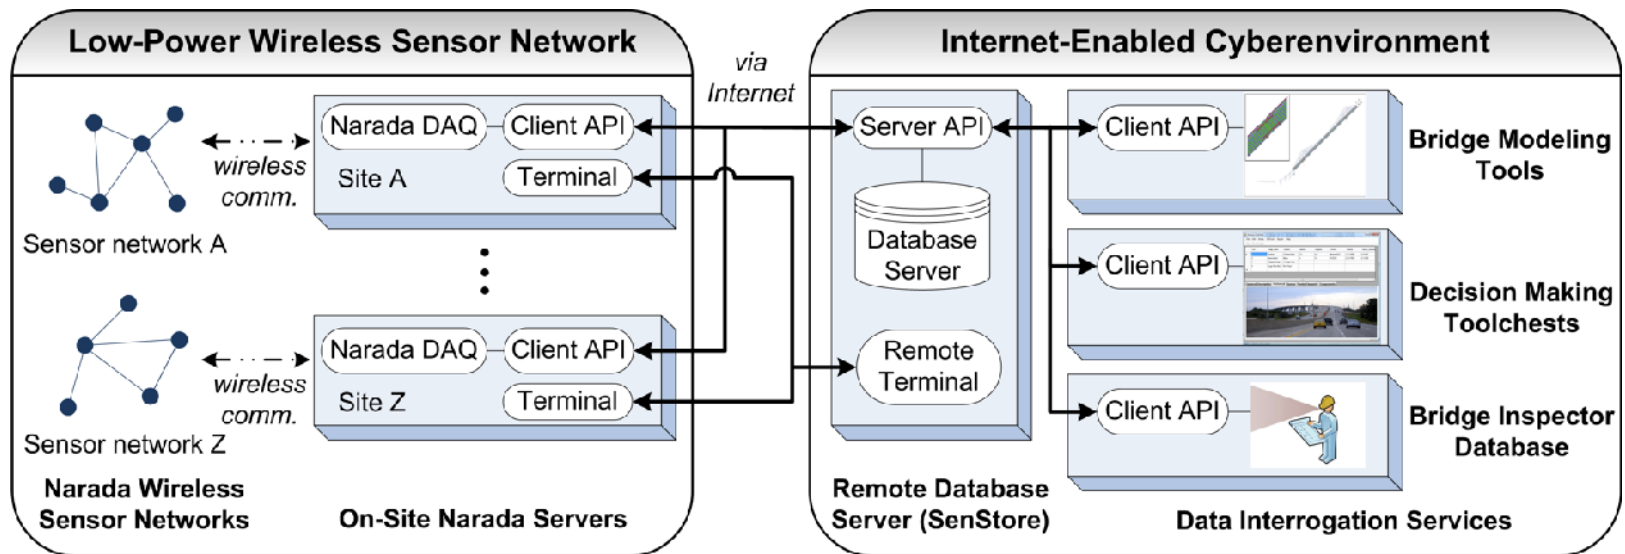 Low-Power Wireless Sensor Network
via
Internet
Internet-Enabled Cyberenvironment
Narada DAQ
Client API
wireless
comm.
Site A
Terminal
Sensor network A
Narada DAQ
Client API
wireless
comm.
Site Z
Terminal
Sensor network Z
Narada Wireless
Sensor Networks
On-Site Narada Servers
Server API
Database
Server
Remote
Terminal
Remote Database
Server (SenStore)
Client API
Bridge Modeling
Tools
Client API
Decision Making
Toolchests
Client API
Bridge Inspector
Database
Data Interrogation Services